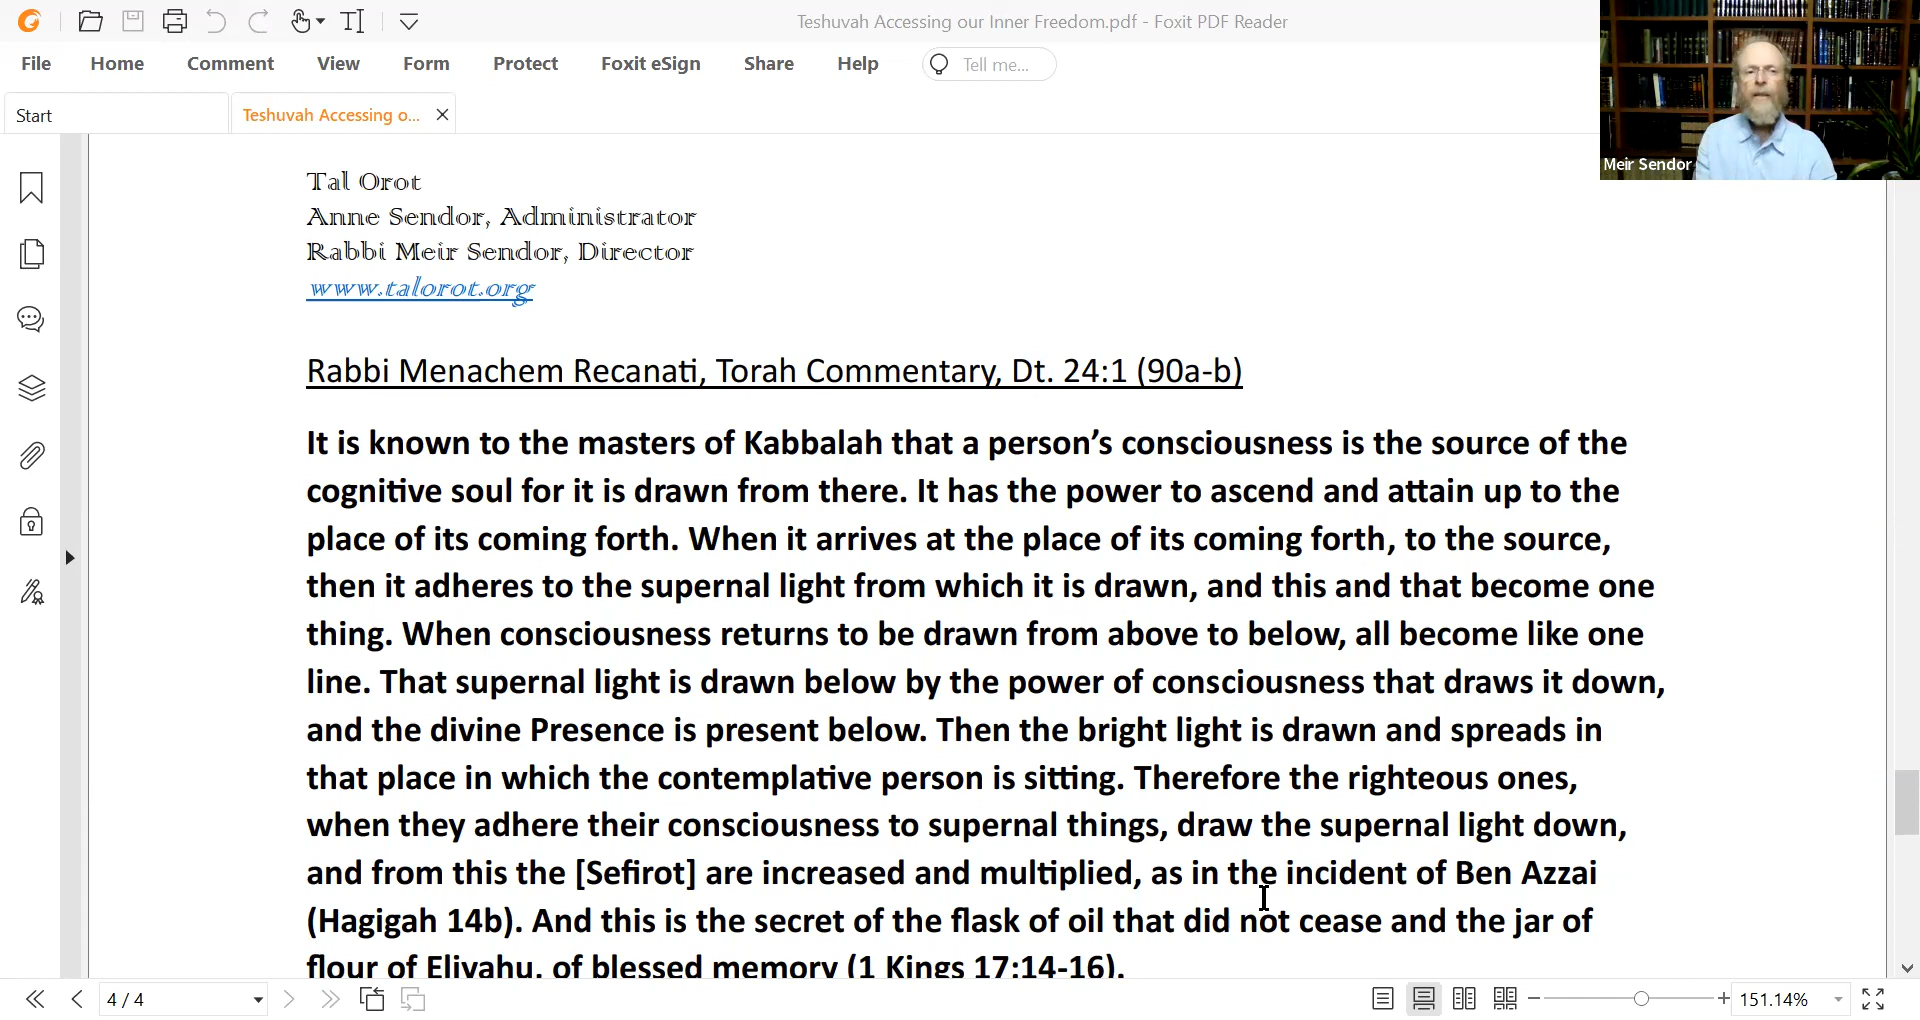 Teshuvah Accessing our Inner Freedom.pdf - Foxit PDF Reader
File Home Comment View Form Protect Foxit eSign Share Help Tell me...
Start Teshuvah Accessing o...
Meir Sendor
Tal Orot
Anne Sendor, Administrator
Rabbi Meir Sendor, Director
www.talorot.org
Rabbi Menachem Recanati, Torah Commentary, Dt. 24:1 (90a-b)
It is known to the masters of Kabbalah that a person’s consciousness is the source of the
cognitive soul for it is drawn from there. It has the power to ascend and attain up to the
place of its coming forth. When it arrives at the place of its coming forth, to the source,
then it adheres to the supernal light from which it is drawn, and this and that become one
thing. When consciousness returns to be drawn from above to below, all become like one
line. That supernal light is drawn below by the power of consciousness that draws it down,
and the divine Presence is present below. Then the bright light is drawn and spreads in
that place in which the contemplative person is sitting. Therefore the righteous ones,
when they adhere their consciousness to supernal things, draw the supernal light down,
and from this the [Sefirot] are increased and multiplied, as in the incident of Ben Azzai
(Hagigah 14b). And this is the secret of the flask of oil that did not cease and the jar of
flour of Eliyahu, of blessed memory (1 Kings 17:14-16).
4 / 4 151.14%